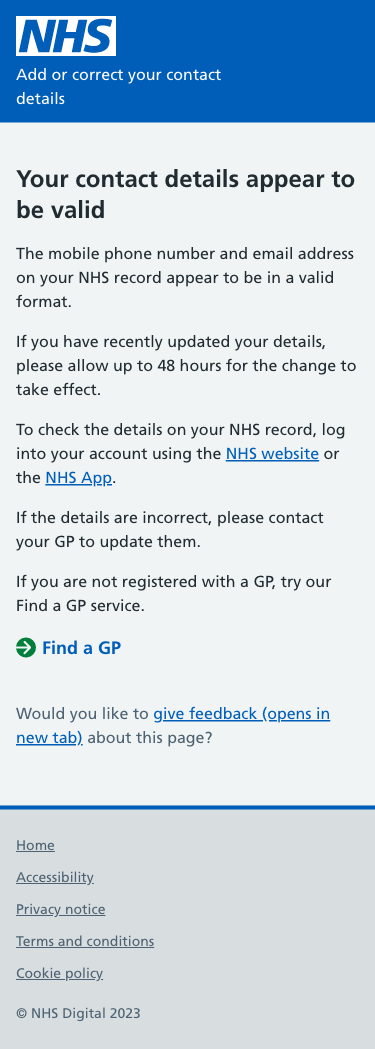 NHS
Add or correct your contact
details
Your contact details appear to
be valid
The mobile phone number and email address
on your NHS record appear to be in a valid
format.
If you have recently updated your details,
please allow up to 48 hours for the change to
take effect.
To check the details on your NHS record, log
into your account using the NHS website or
the NHS App.
If the details are incorrect, please contact
your GP to update them.
If you are not registered with a GP, try our
Find a GP service.
Find a GP
Would you like to give feedback (opens in
new tab) about this page?
Home
Accessibility
Privacy notice
Terms and conditions
Cookie policy
© NHS Digital 2023